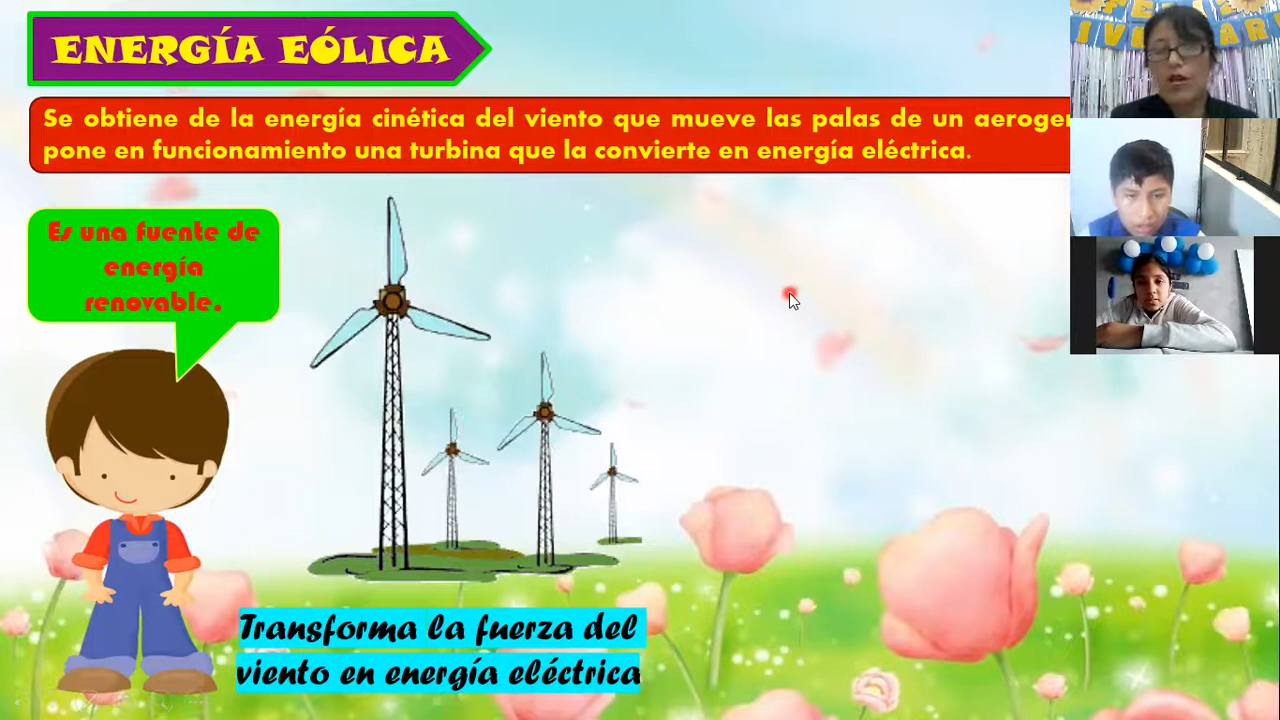 ENERGÍA EÓLICA
Se obtiene de la energía cinética del viento que mueve las palas de un
pone en funcionamiento una turbina que la convierte en energía eléctrica.
Es una fuente de
energía
renovable.
Transforma la fuerza del
viento en energía eléctrica